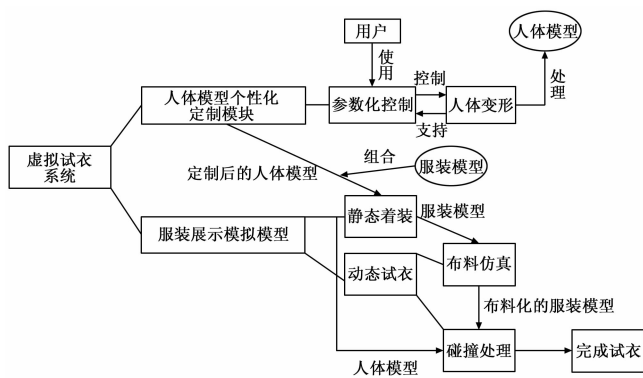 用户
人体模型
使用
控制
处理
人体模型个性化
定制模块
参数化控制
人体变形
支持
组合
虚拟试衣
系统
定制后的人体模型
服装模型
静态着装
服装模型
服装展示模拟模型
布料仿真
动态试衣
布料化的服装模型
碰撞处理
完成试衣
人体模型